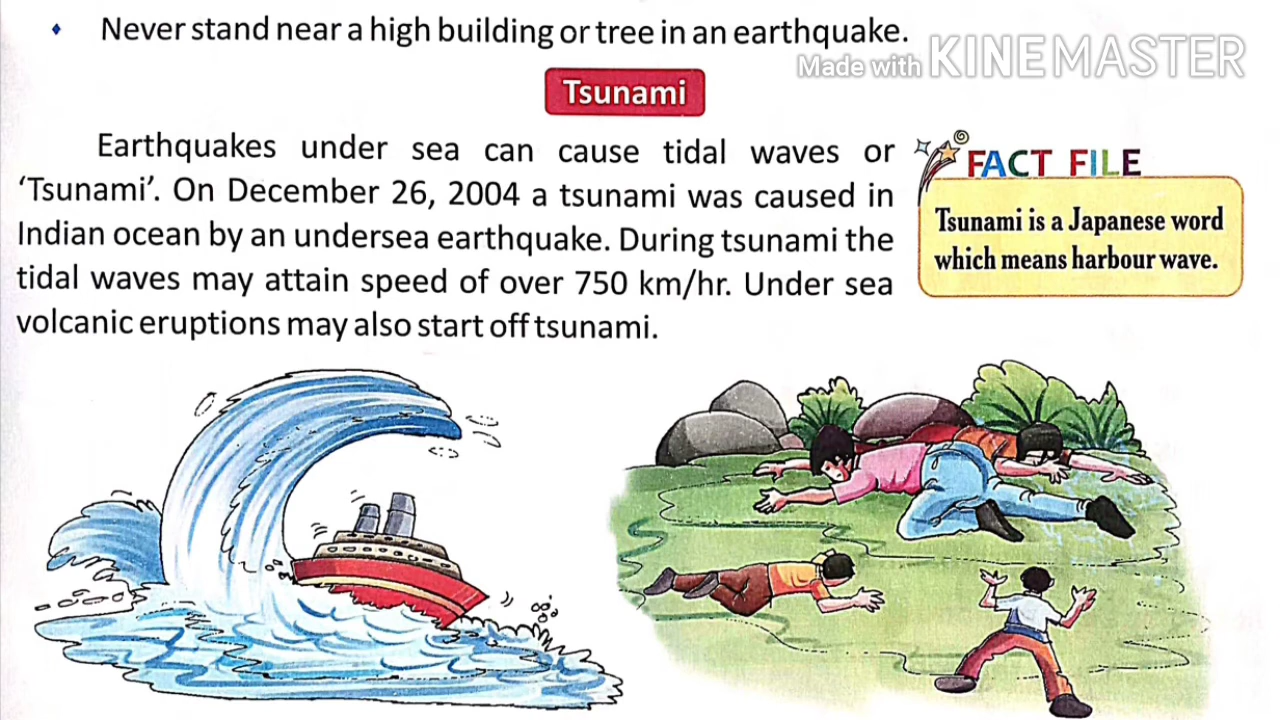 ♦ Never stand near a high building or tree in an earthquake.
Made with KINEMASTER
Tsunami
Earthquakes under sea can cause tidal waves or
'Tsunami'. On December 26, 2004 a tsunami was caused in
Indian ocean by an undersea earthquake. During tsunami the
tidal waves may attain speed of over 750 km/hr. Under sea
volcanic eruptions may also start off tsunami.
FACT FILE
Tsunami is a Japanese word
which means harbour wave.